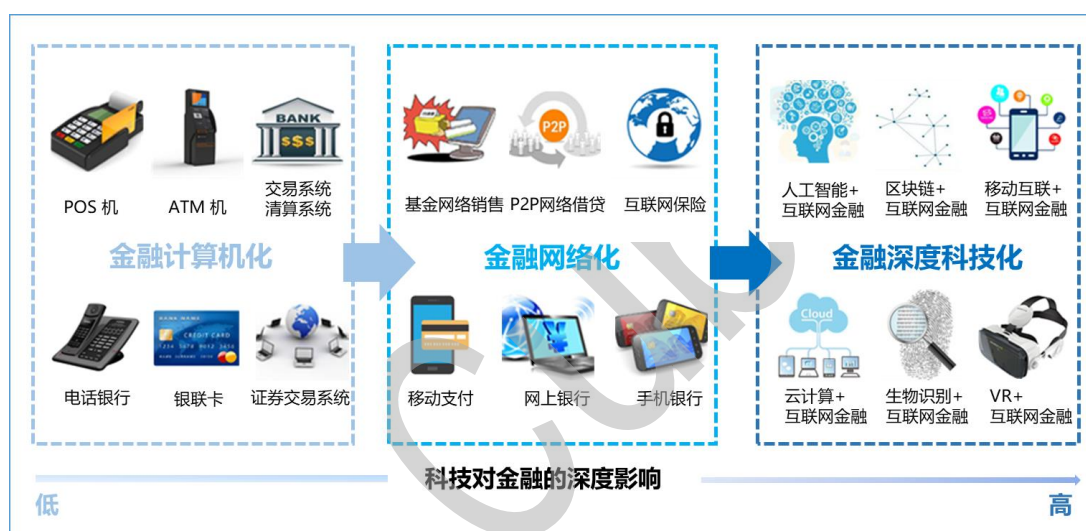 BANK
$$$
P2P
POS 机
ATM 机
交易系统
清算系统
基金网络销售
P2P网络借贷
互联网保险
人工智能+
互联网金融
区块链+
互联网金融
移动互联+
互联网金融
金融计算机化
金融网络化
金融深度科技化
CREDIT CARD
Cloud
电话银行
银联卡
证券交易系统
移动支付
网上银行
手机银行
云计算+
互联网金融
生物识别+
互联网金融
VR+
互联网金融
科技对金融的深度影响
低
高